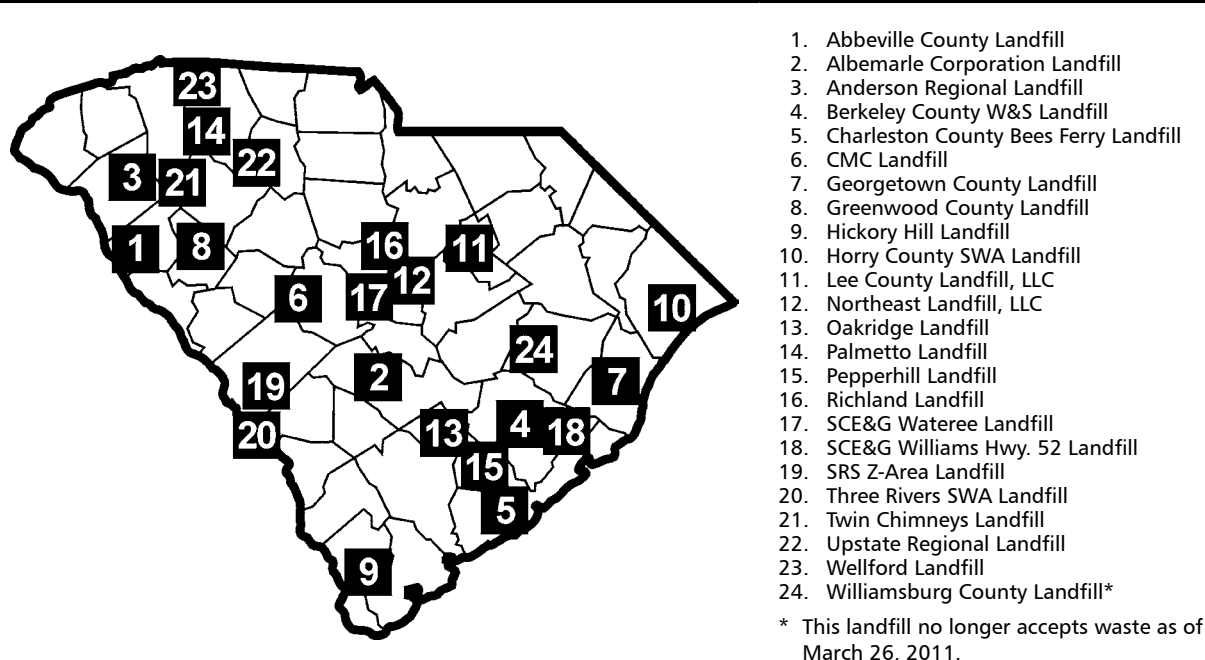 23
14
22
3
21
1
8
16
11
12
6
17
10
24
2
19
7
4
13
18
20
15
5
9
1. Abbeville County Landfill
2. Albemarle Corporation Landfill
3. Anderson Regional Landfill
4. Berkeley County W&S Landfill
5. Charleston County Bees Ferry Landfill
6. CMC Landfill
7. Georgetown County Landfill
8. Greenwood County Landfill
9. Hickory Hill Landfill
10. Horry County SWA Landfill
11. Lee County Landfill, LLC
12. Northeast Landfill, LLC
13. Oakridge Landfill
14. Palmetto Landfill
15. Pepperhill Landfill
16. Richland Landfill
17. SCE&G Wateree Landfill
18. SCE&G Williams Hwy. 52 Landfill
19. SRS Z-Area Landfill
20. Three Rivers SWA Landfill
21. Twin Chimneys Landfill
22. Upstate Regional Landfill
23. Wellford Landfill
24. Williamsburg County Landfill*
* This landfill no longer accepts waste as of
March 26, 2011.